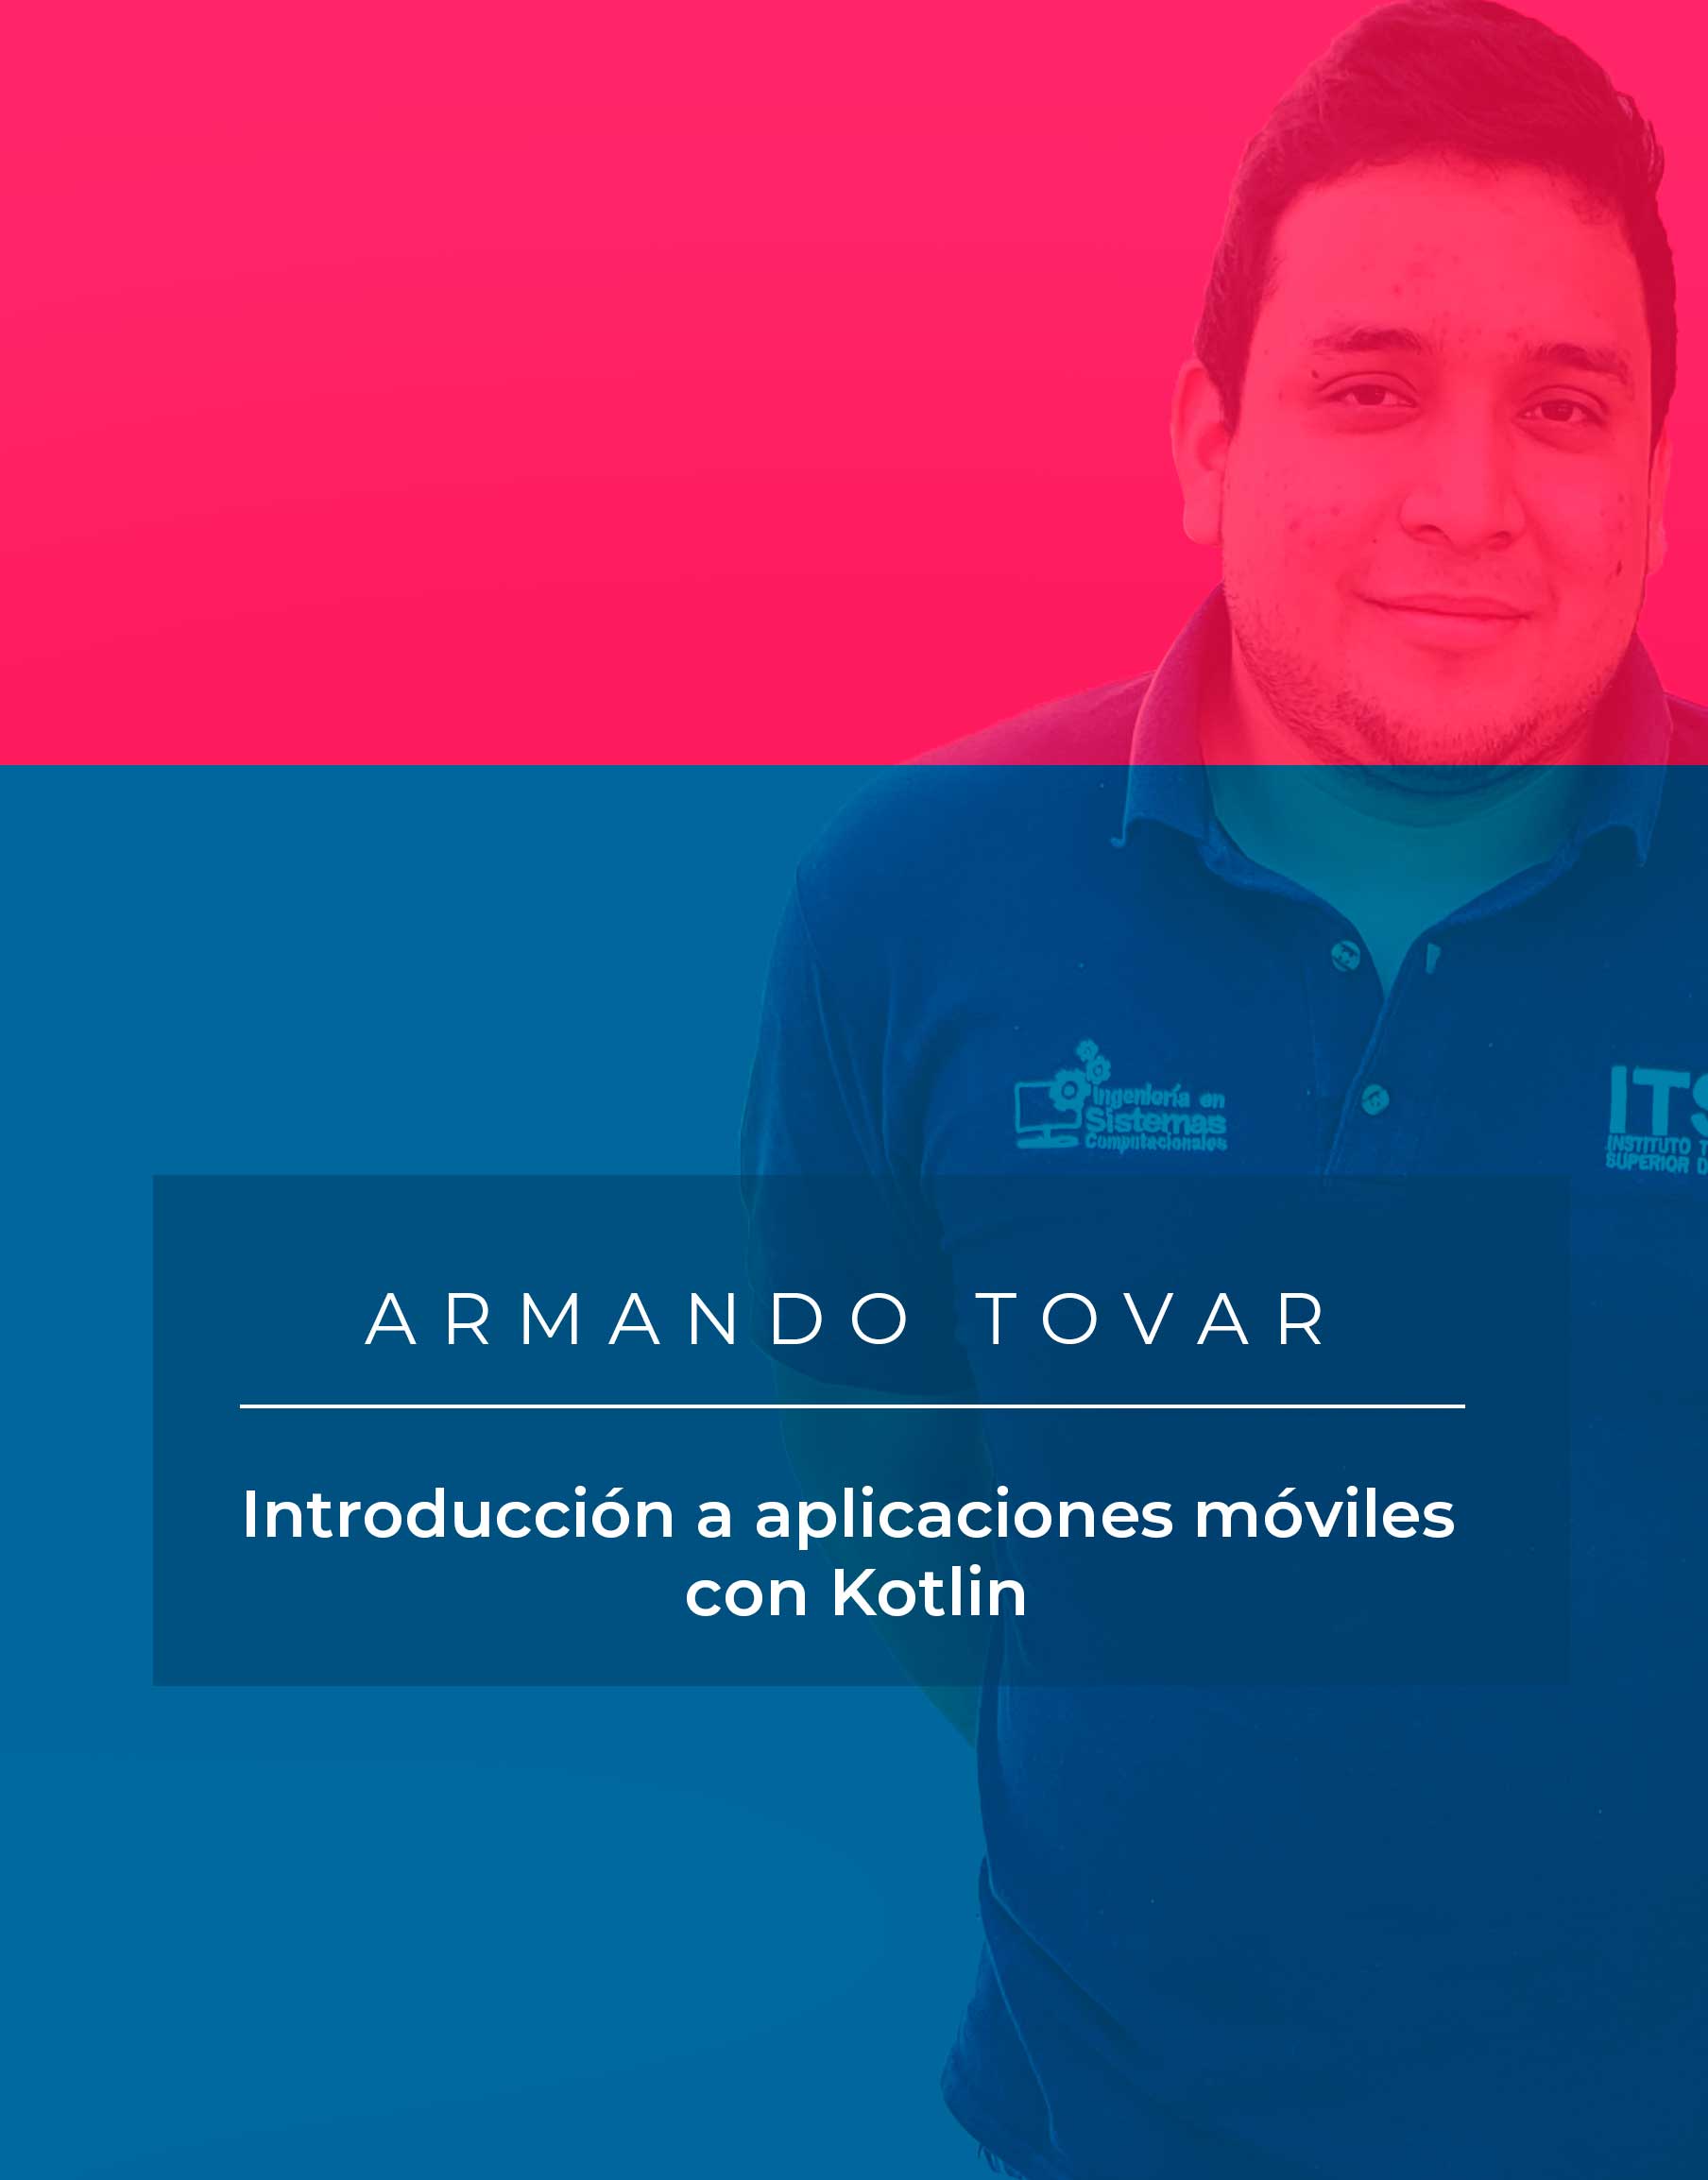 Ingeniería en
Sistemas
Computacionales
ITS
INSTITUTO
SUPERIOR
ARMANDO TOVAR
Introducción a aplicaciones móviles
con Kotlin